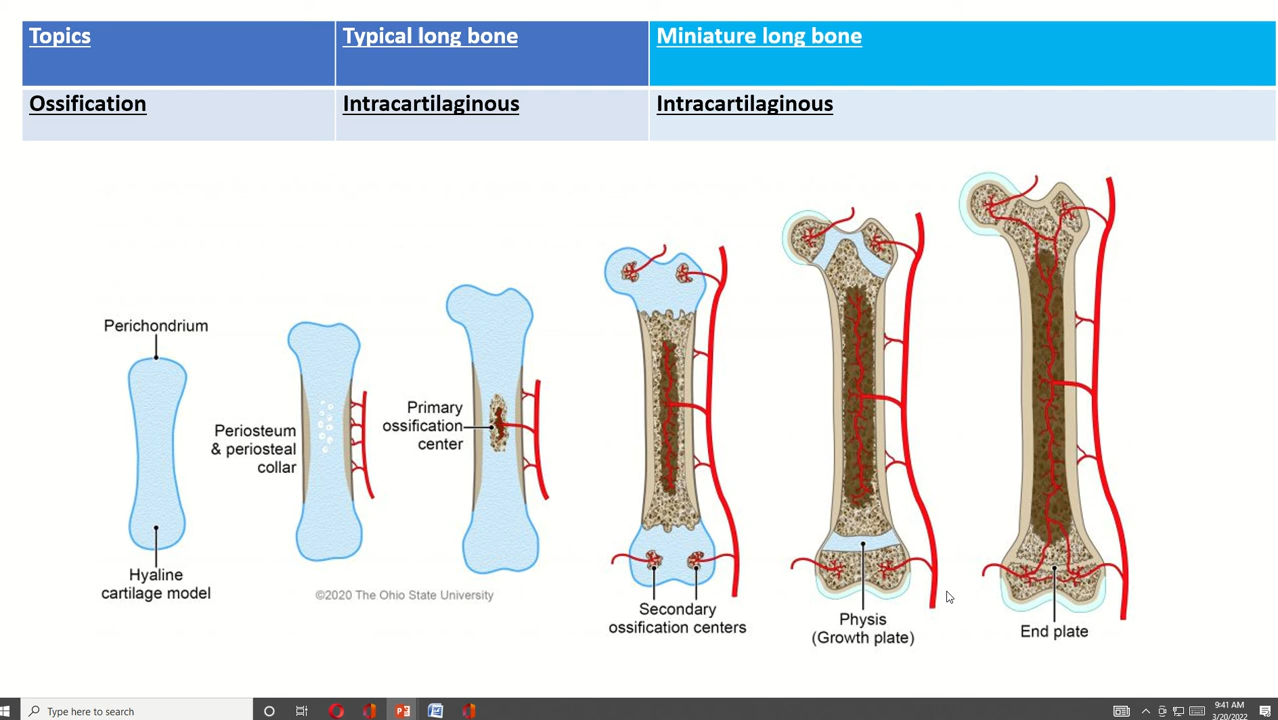 Topics
Typical long bone
Miniature long bone
Ossification
Intracartilaginous
Intracartilaginous
Perichondrium
Hyaline
cartilage model
Periosteum
& periosteal
collar
Primary
ossification
center
©2020 The Ohio State University
Secondary
ossification centers
Physis
(Growth plate)
End plate
Type here to search
9:41 AM
3/20/2022